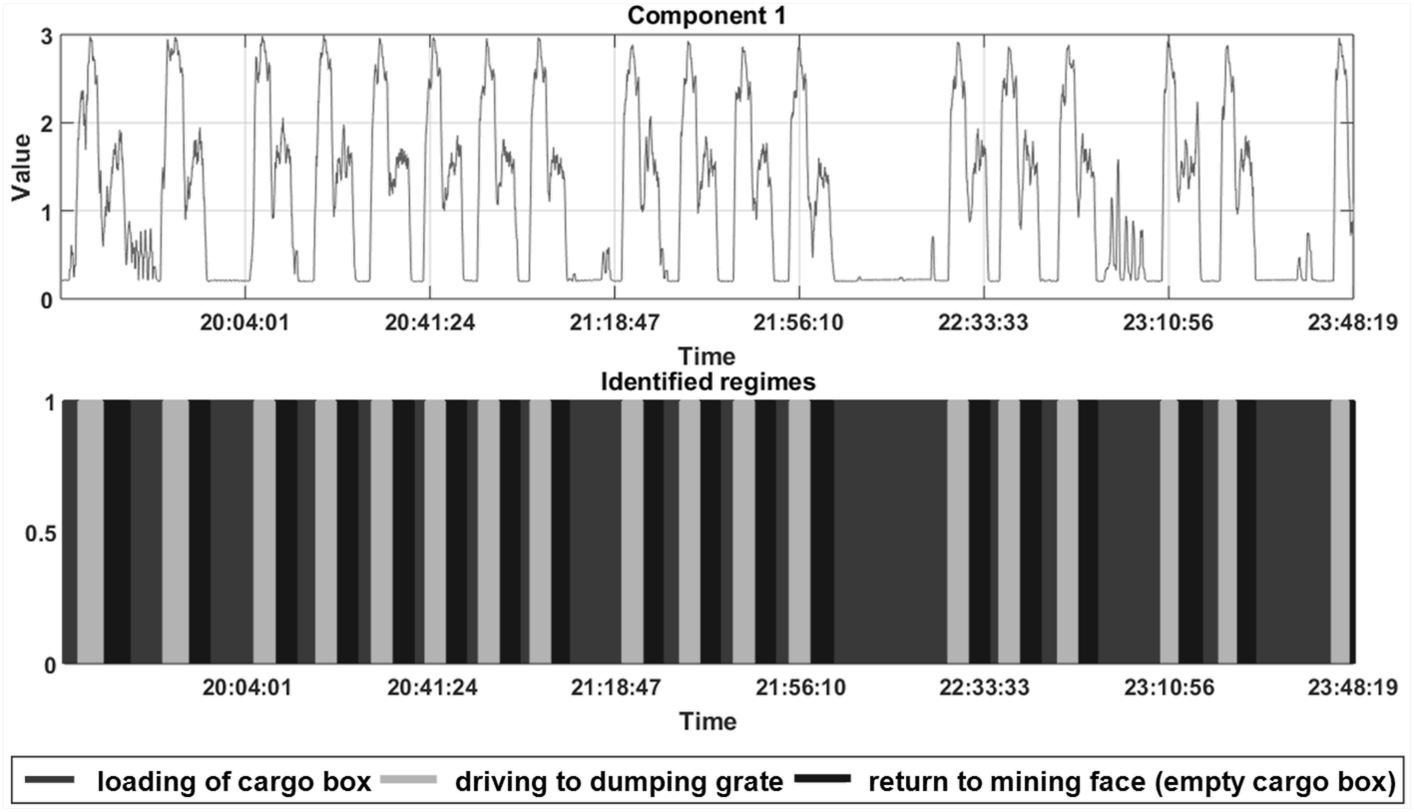 Component 1
3
2
1
0
Value
20:04:01 20:41:24 21:18:47 21:56:10 22:33:33 23:10:56 23:48:19
Time
Identified regimes
1
0.5
0
20:04:01 20:41:24 21:18:47 21:56:10 22:33:33 23:10:56 23:48:19
Time
loading of cargo box driving to dumping grate return to mining face (empty cargo box)